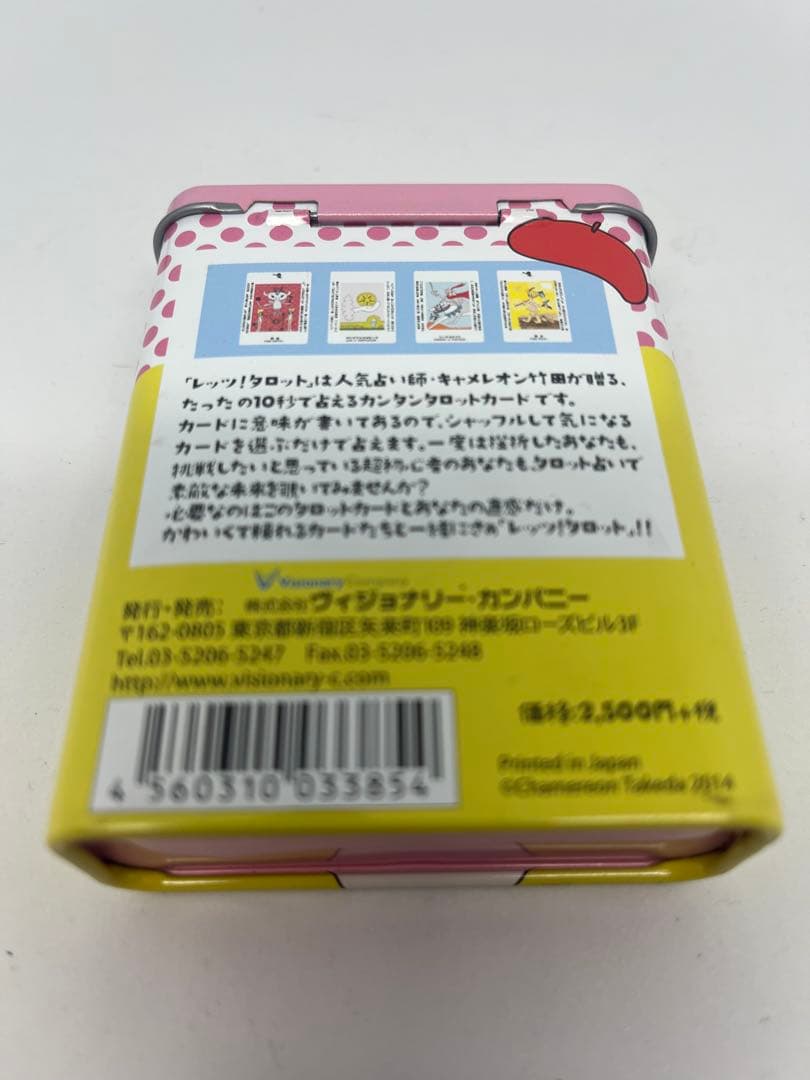 「レッツ!タロット」は人気占い師・キャメレオン竹田が贈る、
たったの10秒で占えるカンタンタロットカードです。
カードに意味が書いてあるので、シャッフルして気になる
カードを選ぶだけで占えます。一度は挫折したあなたも、
挑戦したいと思っている超初心者のあなたも、タロット占いで
素敵な未来を覗いてみませんか?
必要なのはこのタロットカードとあなたの直感だけ。
かわいくて頼れるカードたちと一緒にさぁ「レッツ!タロット」!!
Visionary Company
発行・発売: 株式会社ヴィジョナリー・カンパニー
〒162-0805 東京都新宿区矢来町109 神楽坂ローズビル3F
Tel.03-5206-5247 Fax.03-5206-5248
http://www.visionary-c.com
価格:2,500円+税
4 560310 033854
Printed in Japan
©Chamereon Takeda 2014